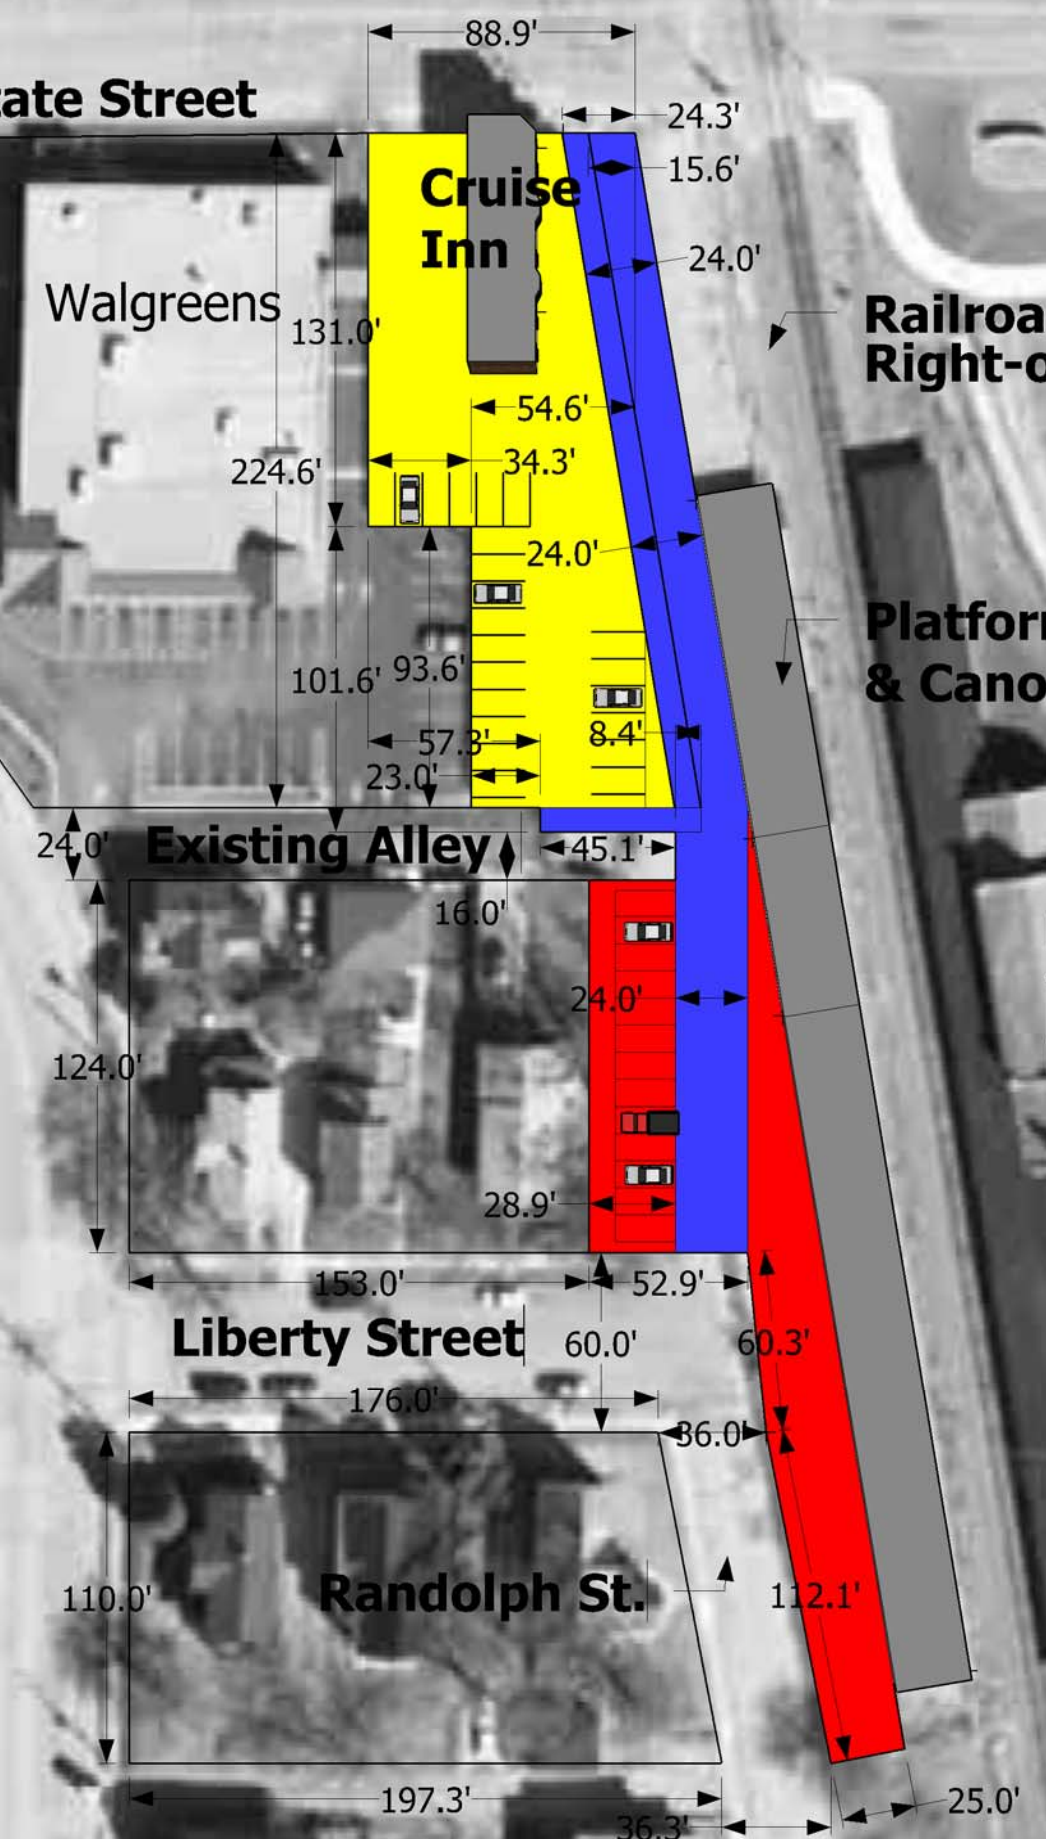 88.9'
tate Street
24.3'
15.6'
Cruise
Inn
24.0'
Walgreens
131.0'
Railroa
Right-o
54.6'
34.3'
224.6'
24.0'
Platfor
& Cano
101.6'
93.6'
57.3'
8.4'
23.0'
24.0'
Existing Alley
45.1'
16.0'
24.0'
124.0'
28.9'
153.0'
52.9'
Liberty Street
60.0'
60.3'
176.0'
36.0'
Randolph St.
110.0'
112.1'
197.3'
25.0'
36.3'